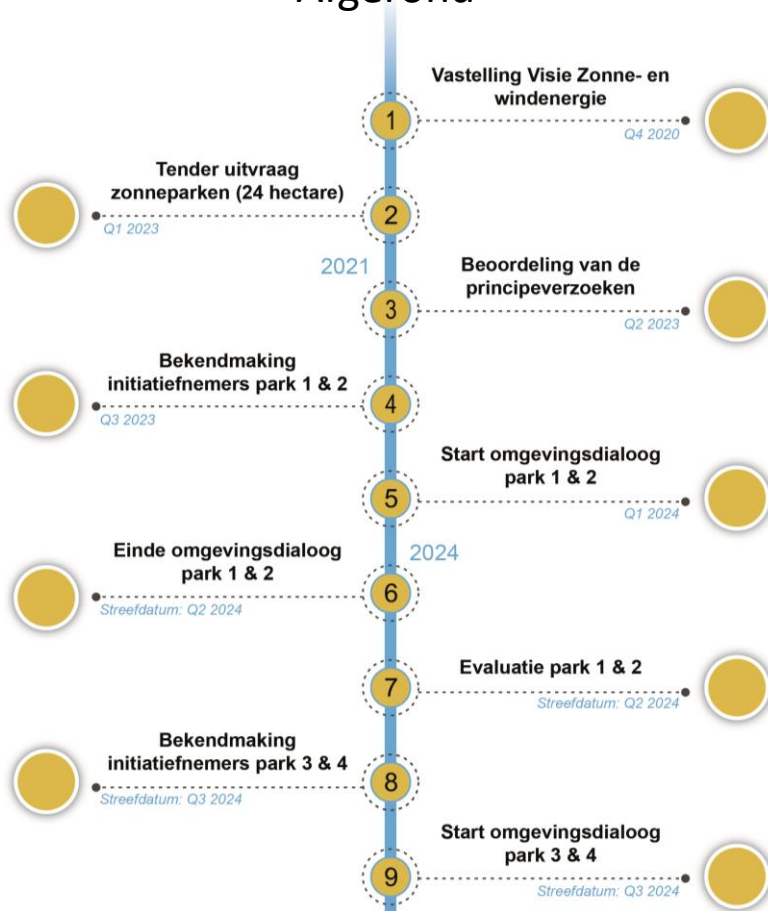 Vastelling Visie Zonne- en
windenergie
1
Q4 2020
Tender uitvraag
zonneparken (24 hectare)
2
Q1 2023
2021
Beoordeling van de
principeverzoeken
3
Q2 2023
Bekendmaking
initiatiefnemers park 1 & 2
4
Q3 2023
Start omgevingsdialoog
park 1 & 2
5
Q1 2024
2024
Einde omgevingsdialoog
park 1 & 2
6
Streefdatum: Q2 2024
Evaluatie park 1 & 2
7
Streefdatum: Q2 2024
Bekendmaking
initiatiefnemers park 3 & 4
8
Streefdatum: Q3 2024
Start omgevingsdialoog
park 3 & 4
9
Streefdatum: Q3 2024